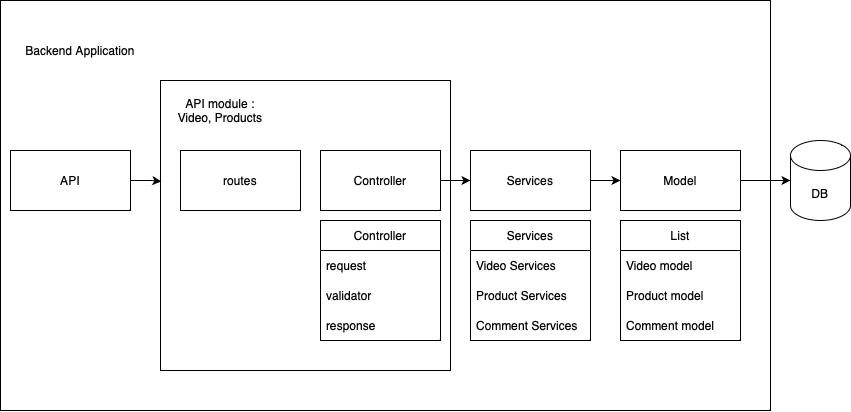 Backend Application
API module :
Video, Products
API
routes
Controller
Services
Model
DB
Controller
request
validator
response
Services
Video Services
Product Services
Comment Services
List
Video model
Product model
Comment model